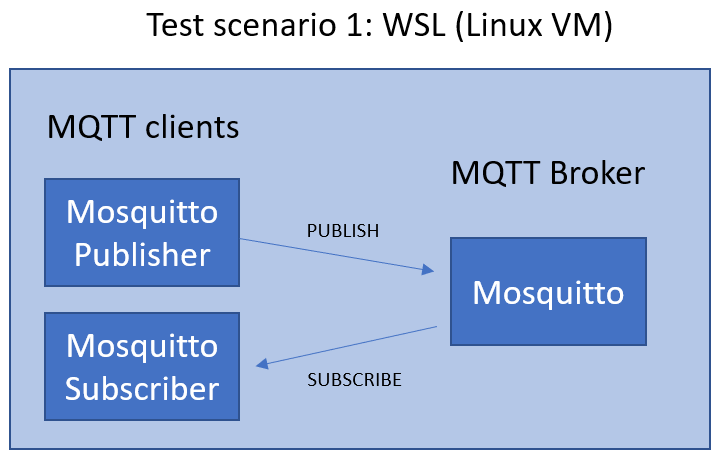 Test scenario 1: WSL (Linux VM)
MQTT clients
Mosquitto
Publisher
PUBLISH
MQTT Broker
Mosquitto
Mosquitto
Subscriber
SUBSCRIBE